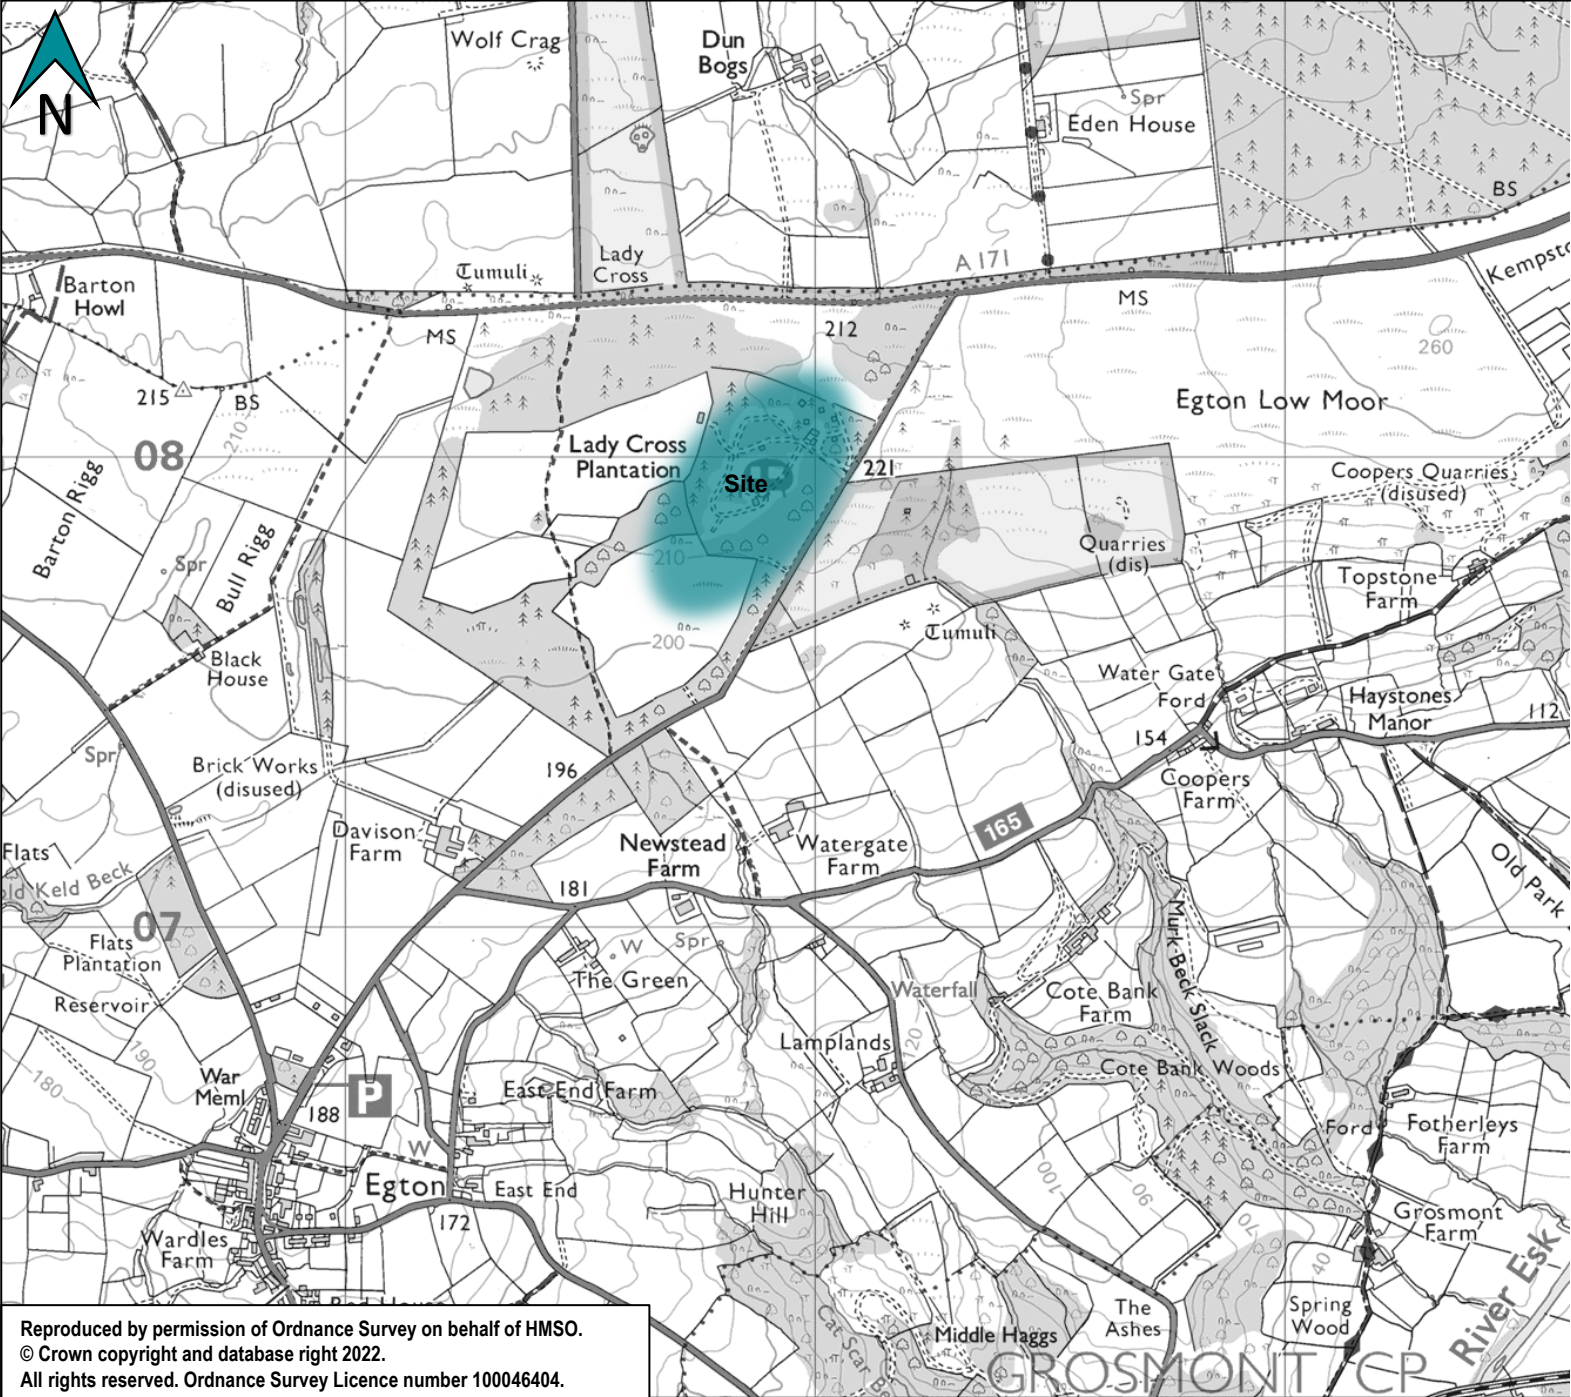 N
Wolf Crag
Dun
Bogs
Spr
Eden House
BS
Lady
Cross
A 171
Tumuli
Barton
Howl
MS
MS
Kempst
212
260
215
BS
210
Egton Low Moor
08
Lady Cross
Plantation
Site
221
Coopers Quarries
(disused)
Barton Rigg
Bull Rigg
Spr
210
Quarries
(dis)
Topstone
Farm
200
Tumuli
Black
House
Water Gate
Ford
Haystones
Manor
112
154
Spr
Brick Works
(disused)
196
Coopers
Farm
165
Davison
Farm
Newstead
Farm
Watergate
Farm
Flats
ld Keld Beck
181
Old Park
07
Flats
Plantation
W
Spr
The Green
Murk Beck Slack
Reservoir
Waterfall
Cote Bank
Farm
190
180
120
Lamplands
Cote Bank Woods
War
Meml
188
P
East End Farm
Ford
Fotherleys
Farm
W
Egton
East End
172
Hunter
Hill
100
90
70
40
Grosmont
Farm
Wardles
Farm
River Esk
The
Ashes
Spring
Wood
Cat Scar
Middle Haggs
GROSMONT CP
Reproduced by permission of Ordnance Survey on behalf of HMSO.
© Crown copyright and database right 2022.
All rights reserved. Ordnance Survey Licence number 100046404.